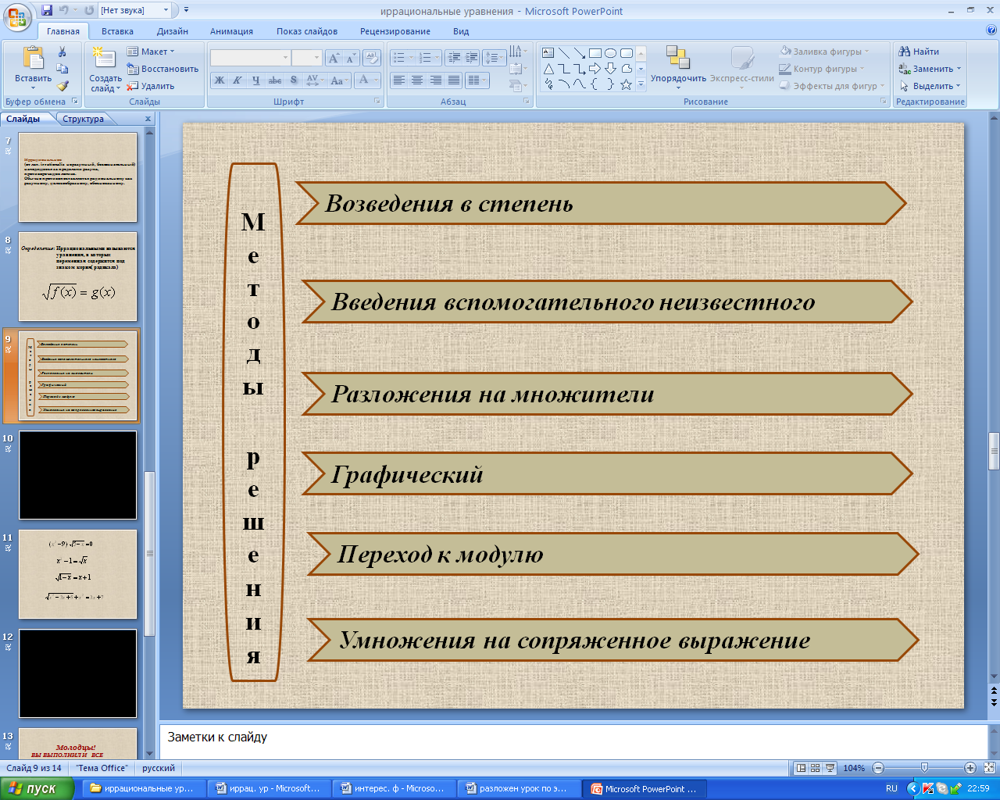 [Нет звука]
иррациональные уравнения - Microsoft PowerPoint
Главная Вставка Дизайн Анимация Показ слайдов Рецензирование Вид
Вставить
Буфер обмена
Создать слайд
Макет
Восстановить
Удалить
Слайды
Ж К Ч abc S AV Aa A
Шрифт
Абзац
Упорядочить
Экспресс-стили
Заливка фигуры
Контур фигуры
Эффекты для фигур
Рисование
Найти
Заменить
Выделить
Редактирование
Слайды Структура
7
8
Определение: Иррациональными называются
уравнения, в которых
переменная содержится под
знаком корня( радикала)
√f(x) = g(x)
9
10
11
√1-x = x+1
12
13
Молодцы!
ВЫ ВЫПОЛНИЛИ ВСЕ
Методы решения
Возведения в степень
Введения вспомогательного неизвестного
Разложения на множители
Графический
Переход к модулю
Умножения на сопряженное выражение
Заметки к слайду
Слайд 9 из 14 "Тема Office" русский 104%
пуск
иррациональные ур...
иррац. ур - Microsoft...
интерес. ф - Microso...
разложен урок по э...
Microsoft PowerPoint ...
RU 22:59